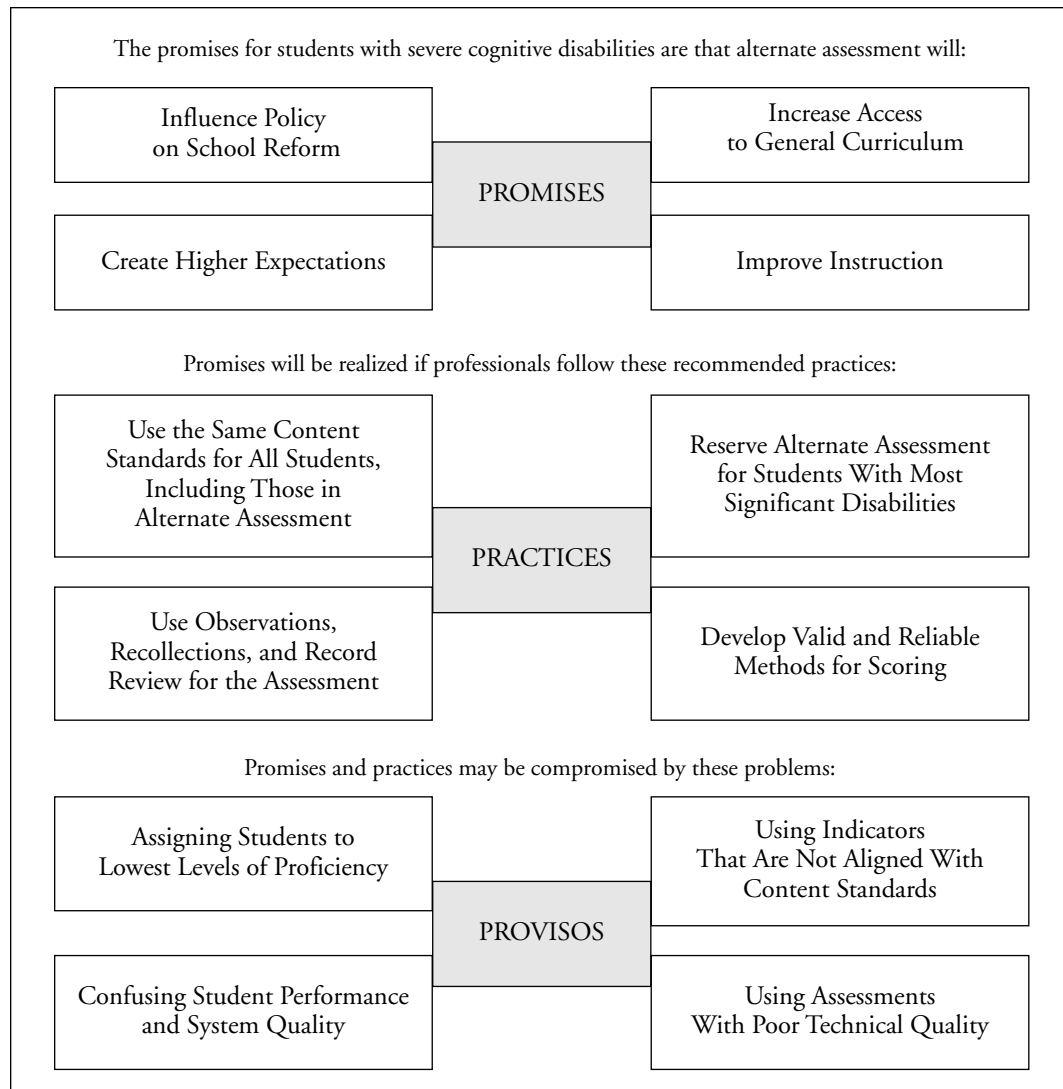 The promises for students with severe cognitive disabilities are that alternate assessment will:
Influence Policy
on School Reform
Increase Access
to General Curriculum
PROMISES
Create Higher Expectations
Improve Instruction
Promises will be realized if professionals follow these recommended practices:
Use the Same Content
Standards for All Students,
Including Those in
Alternate Assessment
Reserve Alternate Assessment
for Students With Most
Significant Disabilities
PRACTICES
Use Observations,
Recollections, and Record
Review for the Assessment
Develop Valid and Reliable
Methods for Scoring
Promises and practices may be compromised by these problems:
Assigning Students to
Lowest Levels of Proficiency
Using Indicators
That Are Not Aligned With
Content Standards
PROVISOS
Confusing Student Performance
and System Quality
Using Assessments
With Poor Technical Quality